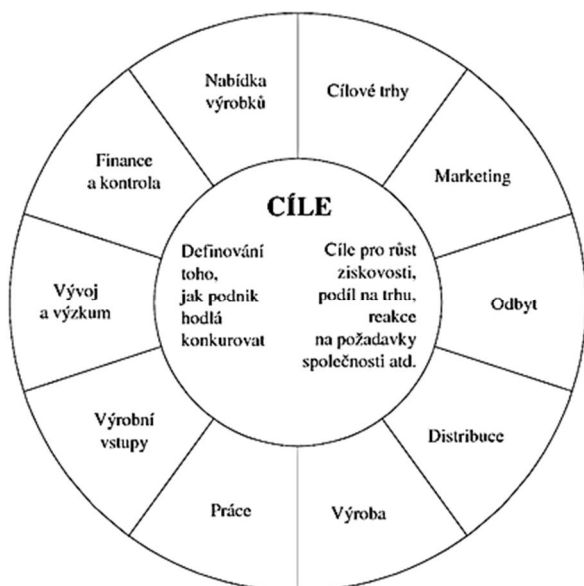 Nabídka
výrobků
Cílové trhy
Finance
a kontrola
Marketing
CÍLE
Definování
toho,
jak podnik
hodlá
konkurovat
Cíle pro růst
ziskovosti,
podíl na trhu,
reakce
na požadavky
společnosti atd.
Vývoj
a výzkum
Odbyt
Výrobní
vstupy
Distribuce
Práce
Výroba